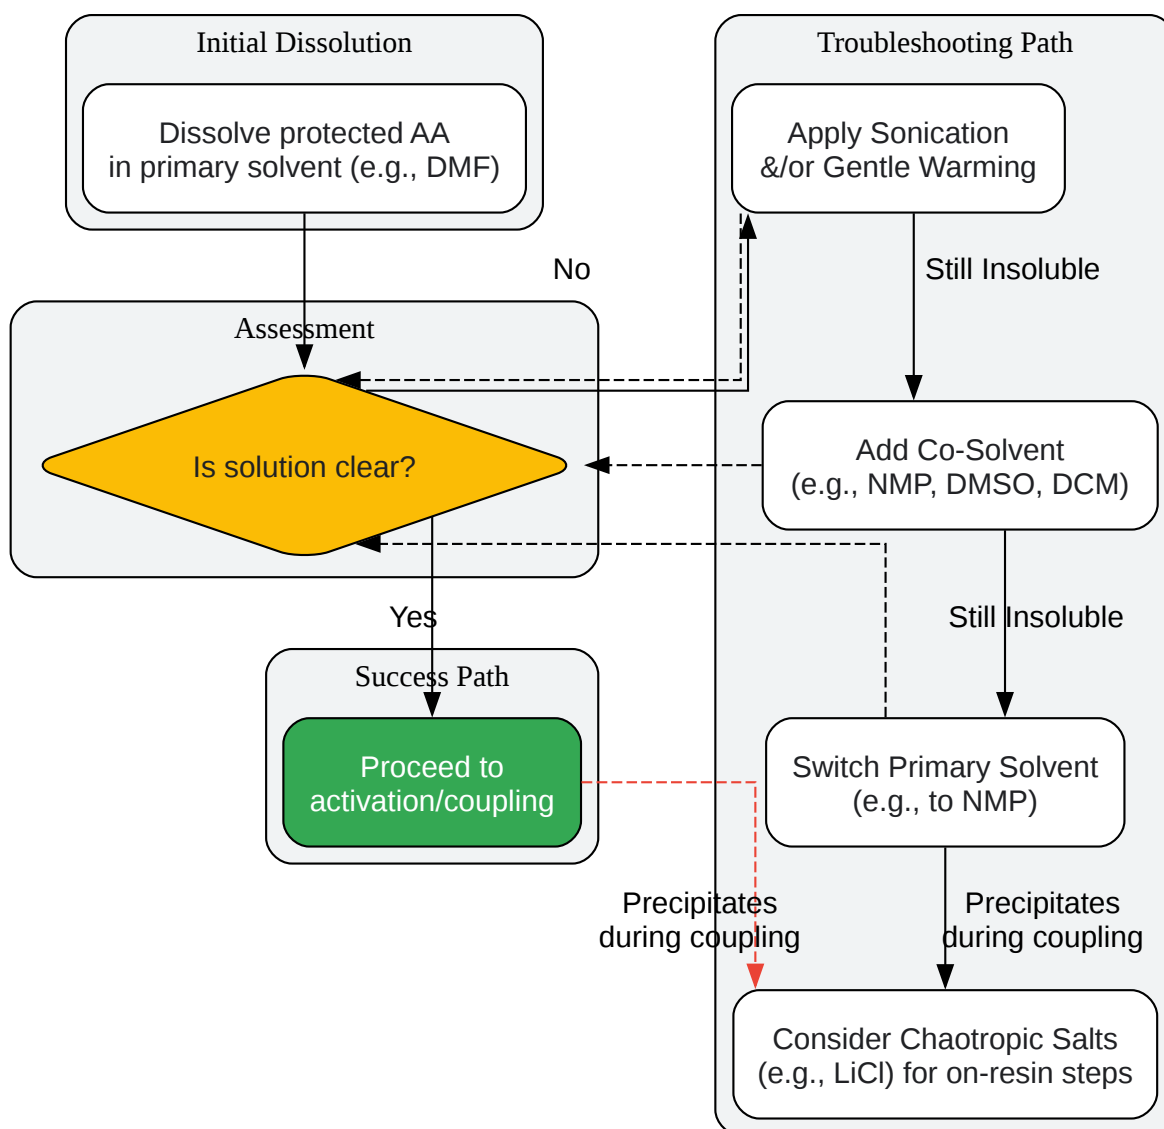 Initial Dissolution
Dissolve protected AA
in primary solvent (e.g., DMF)
Troubleshooting Path
Apply Sonication
&/or Gentle Warming
No
Still Insoluble
Assessment
Is solution clear?
Add Co-Solvent
(e.g., NMP, DMSO, DCM)
Yes
Still Insoluble
Success Path
Proceed to
activation/coupling
Switch Primary Solvent
(e.g., to NMP)
Precipitates
during coupling
Precipitates
during coupling
Consider Chaotropic Salts
(e.g., LiCl) for on-resin steps